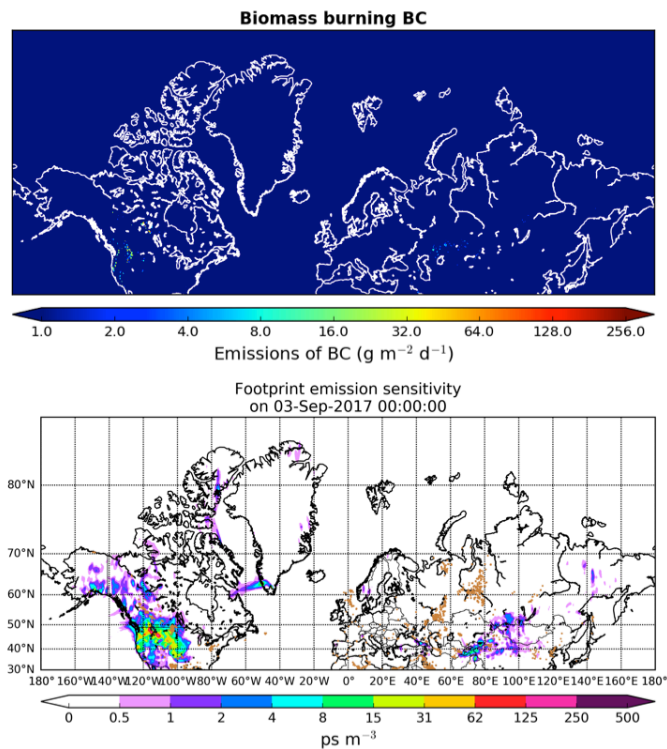 Biomass burning BC
1.0 2.0 4.0 8.0 16.0 32.0 64.0 128.0 256.0
Emissions of BC (g m⁻² d⁻¹)
Footprint emission sensitivity
on 03-Sep-2017 00:00:00
80°N
70°N
60°N
50°N
40°N
30°N
180°W 140°W 120°W 100°W 80°W 60°W 40°W 20°W 0° 20°E 40°E 60°E 80°E 100°E 120°E 140°E 160°E 180°
0 0.5 1 2 4 8 15 31 62 125 250 500
ps m⁻³